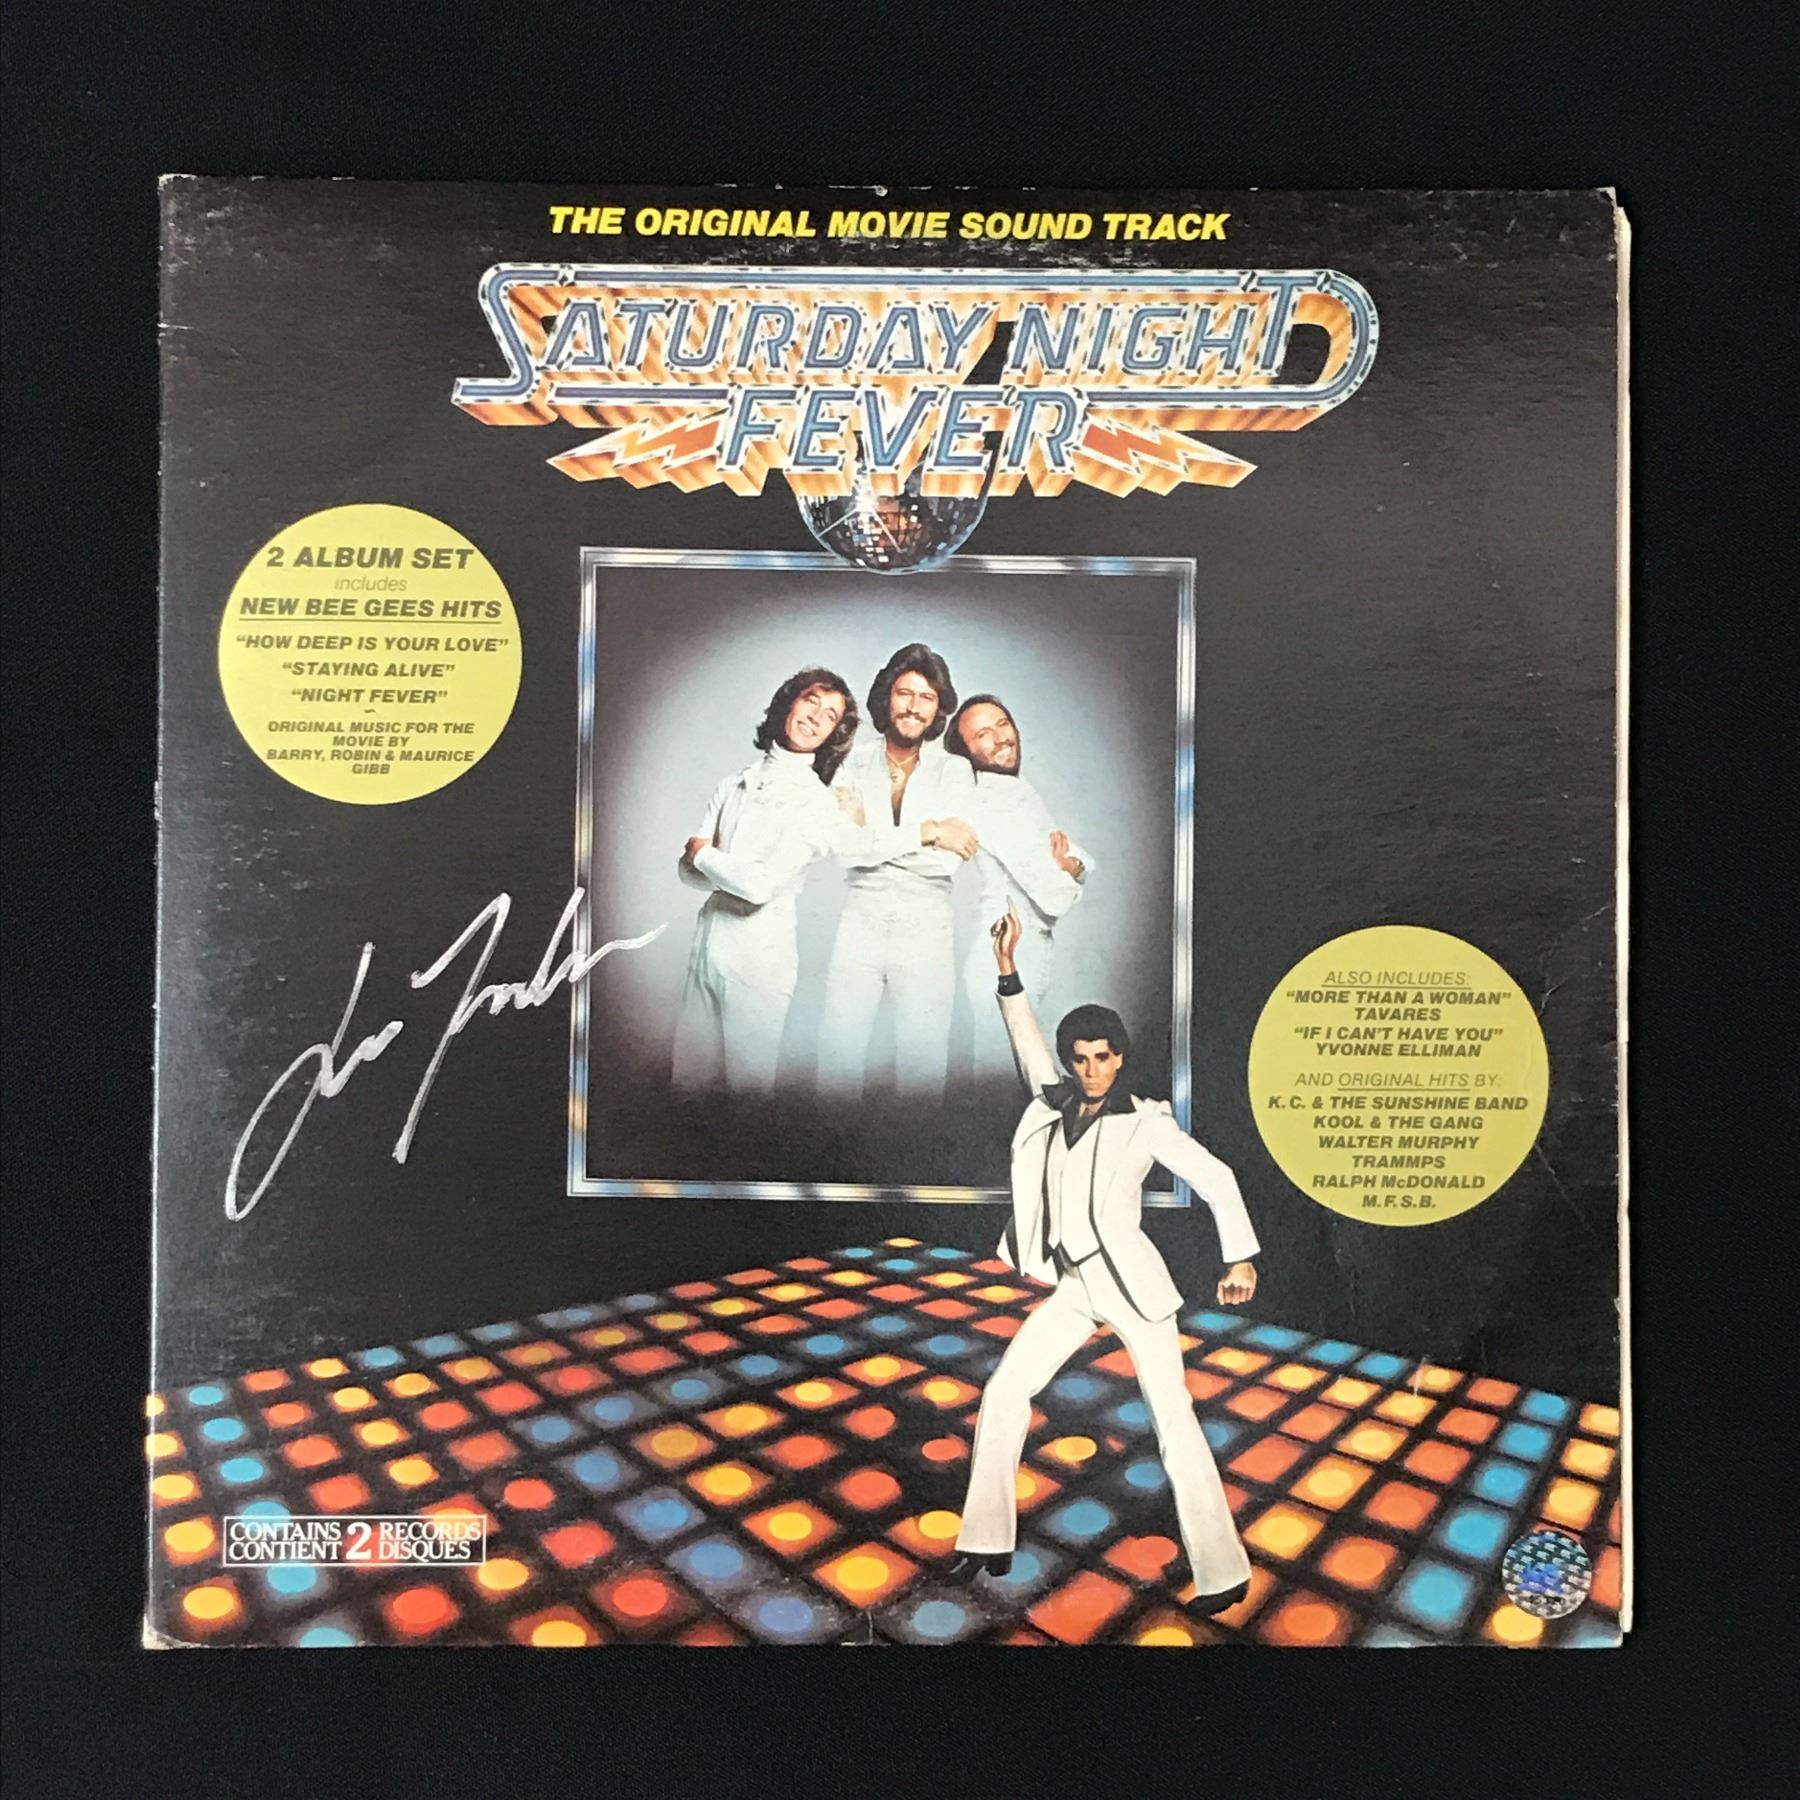 THE ORIGINAL MOVIE SOUND TRACK
SATURDAY NIGHT
FEVER
2 ALBUM SET
includes
NEW BEE GEES HITS
"HOW DEEP IS YOUR LOVE"
"STAYING ALIVE"
"NIGHT FEVER"
ORIGINAL MUSIC FOR THE
MOVIE BY
BARRY, ROBIN & MAURICE
GIBB
ALSO INCLUDES:
"MORE THAN A WOMAN"
TAVARES
"IF I CAN'T HAVE YOU"
YVONNE ELLIMAN
AND ORIGINAL HITS BY:
K.C. & THE SUNSHINE BAND
KOOL & THE GANG
WALTER MURPHY
TRAMMPS
RALPH McDONALD
M.F.S.B.
CONTAINS 2 RECORDS
CONTIENT 2 DISQUES